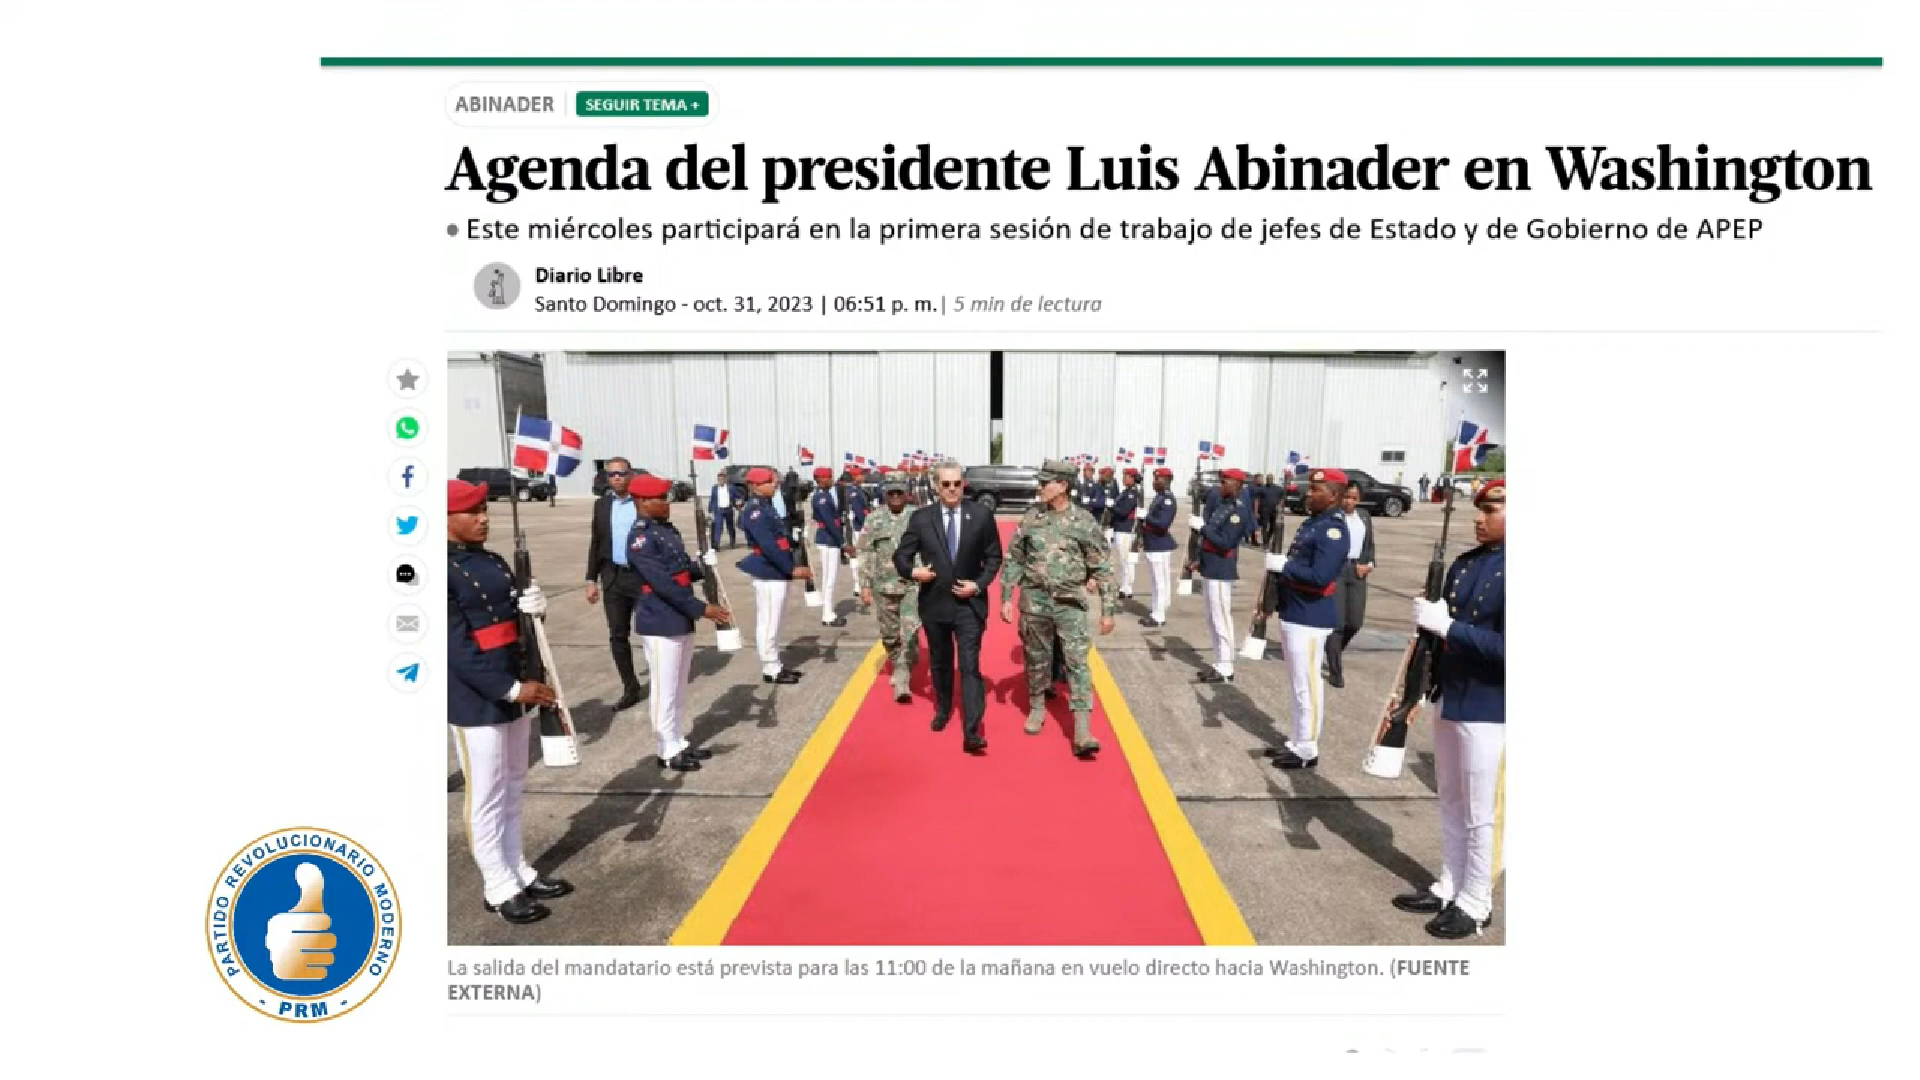 ABINADER
SEGUIR TEMA +
Agenda del presidente Luis Abinader en Washington
• Este miércoles participará en la primera sesión de trabajo de jefes de Estado y de Gobierno de APEP
Diario Libre
Santo Domingo - oct. 31, 2023 | 06:51 p. m. | 5 min de lectura
PARTIDO REVOLUCIONARIO MODERNO
- PRM -
La salida del mandatario está prevista para las 11:00 de la mañana en vuelo directo hacia Washington. (FUENTE
EXTERNA)